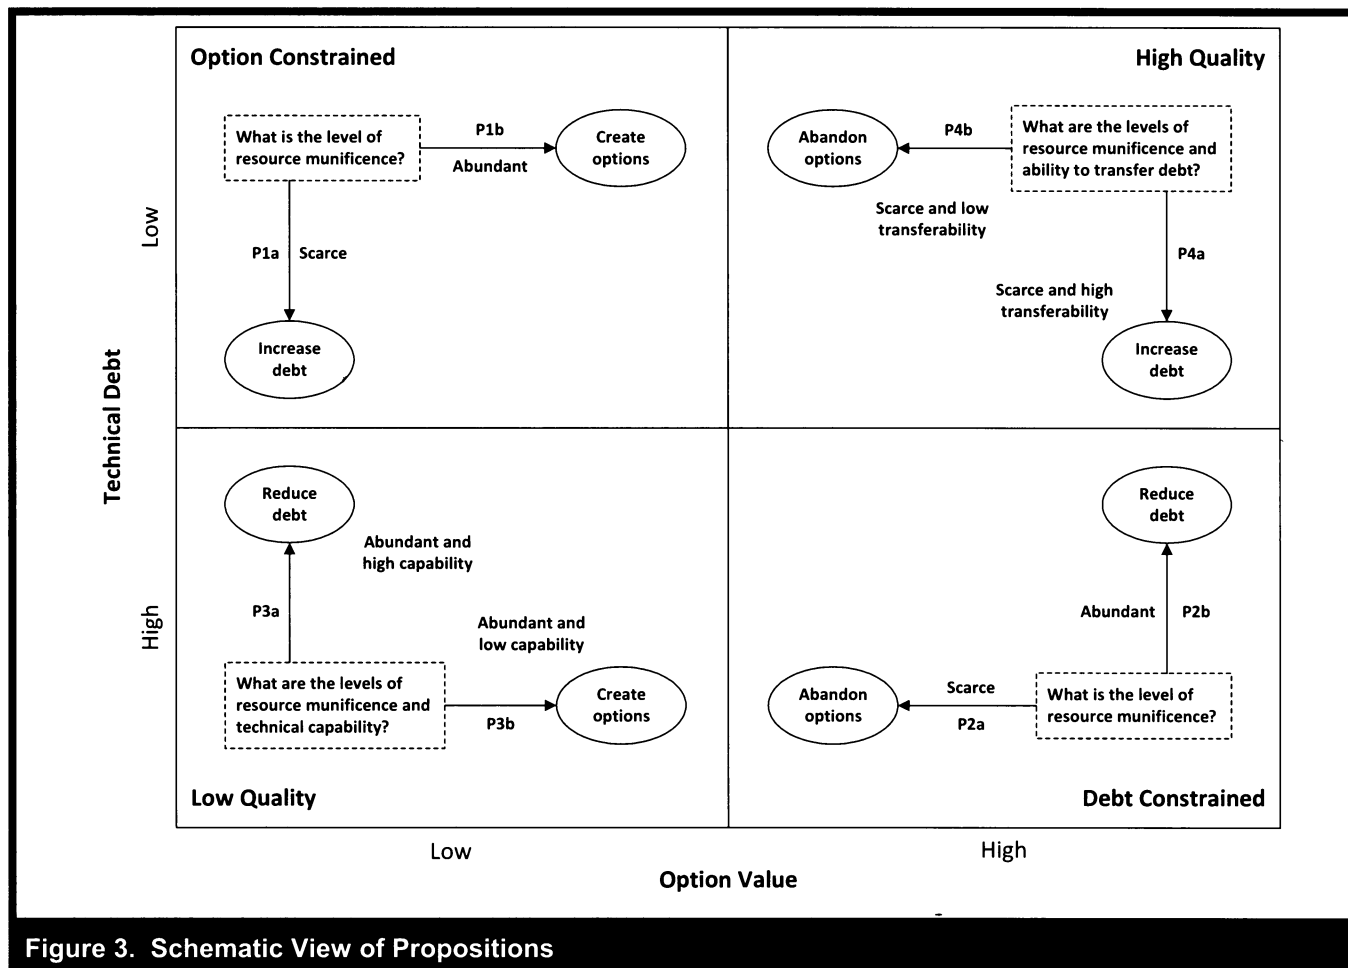 Option Constrained
What is the level of
resource munificence?
P1b
Abundant
Create
options
P1a
Scarce
Increase
debt
High Quality
Abandon
options
P4b
What are the levels of
resource munificence and
ability to transfer debt?
Scarce and low
transferability
P4a
Scarce and high
transferability
Increase
debt
Low
Technical Debt
High
Reduce
debt
Abundant and
high capability
P3a
Abundant and
low capability
What are the levels of
resource munificence and
technical capability?
P3b
Create
options
Low Quality
Reduce
debt
Abundant
P2b
Abandon
options
Scarce
P2a
What is the level of
resource munificence?
Debt Constrained
Low
High
Option Value
Figure 3. Schematic View of Propositions